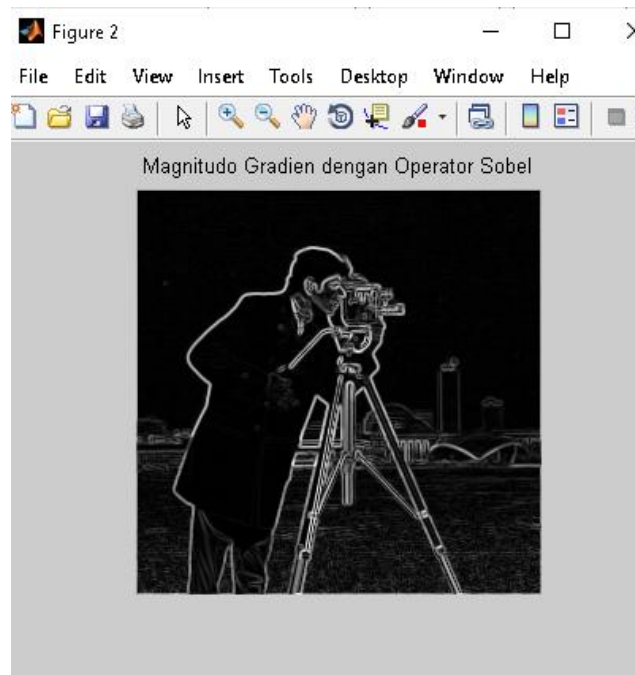 Figure 2
File Edit View Insert Tools Desktop Window Help
Magnitudo Gradien dengan Operator Sobel